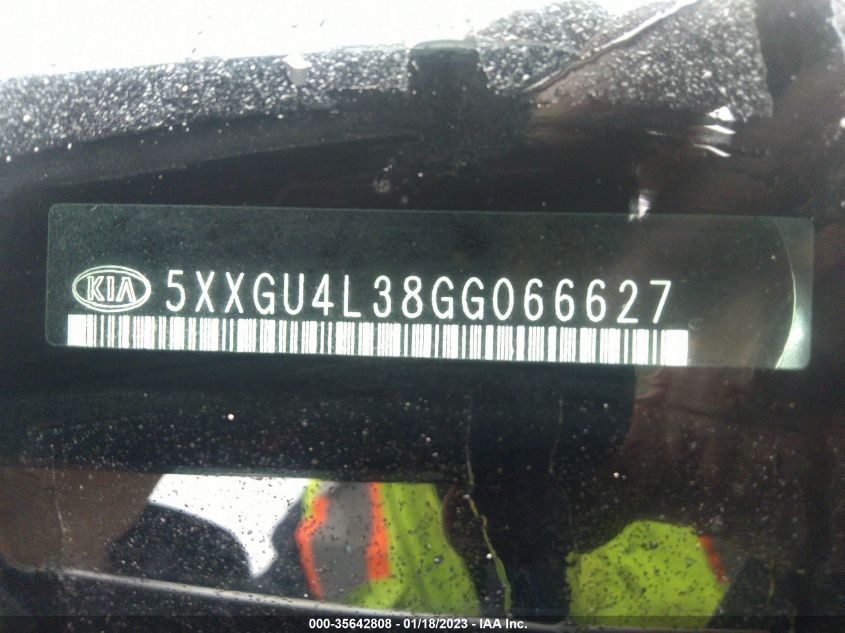 KIA 5XXGU4L38GG066627
000-35642808 - 01/18/2023 - IAA Inc.